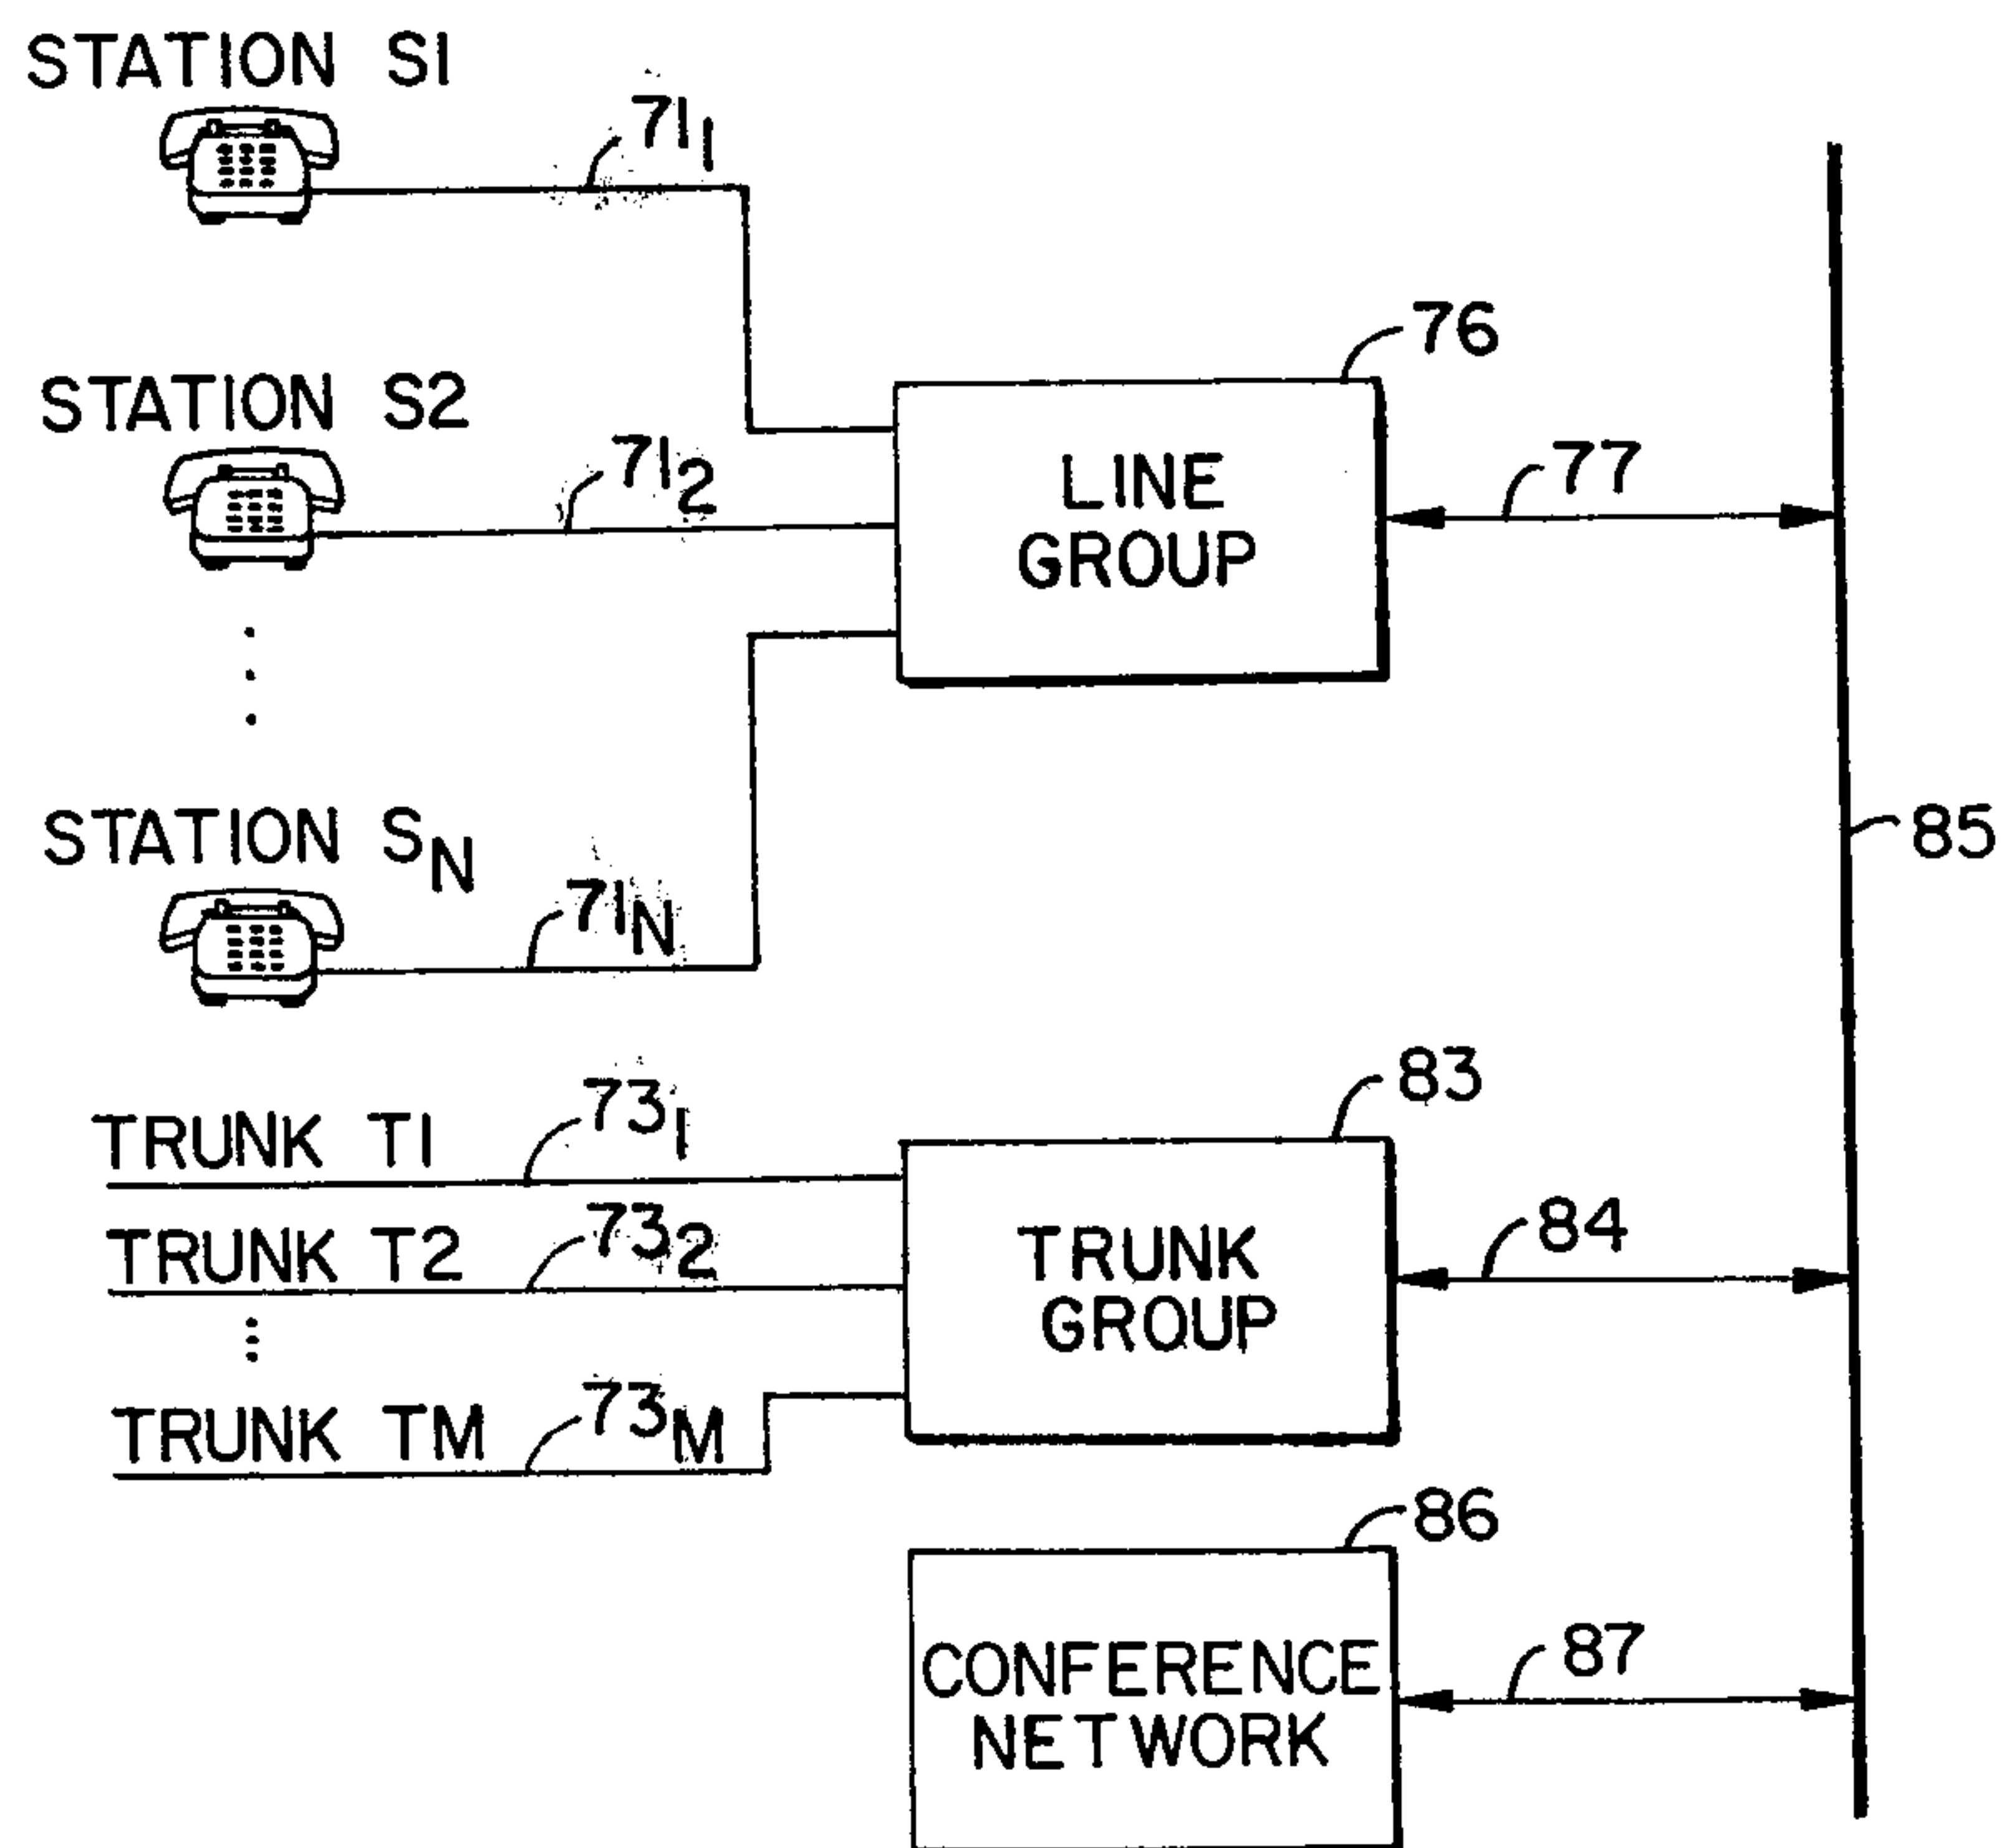 STATION S1
71₁
76
STATION S2
71₂
LINE
GROUP
77
STATION S_N
71_N
85
83
TRUNK T1
73₁
TRUNK T2
73₂
TRUNK
GROUP
84
TRUNK TM
73_M
86
CONFERENCE
NETWORK
87